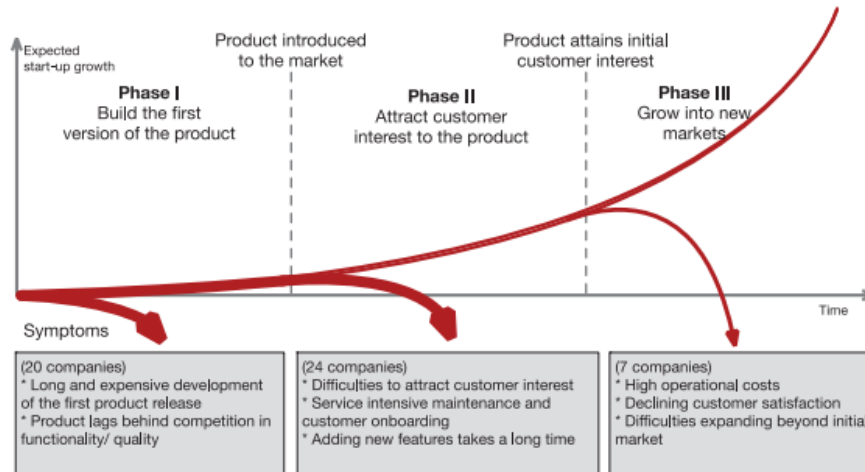 Expected
start-up growth
Product introduced
to the market
Product attains initial
customer interest
Phase I
Build the first
version of the product
Phase II
Attract customer
interest to the product
Phase III
Grow into new
markets
Time
Symptoms
(20 companies)
* Long and expensive development
of the first product release
* Product lags behind competition in
functionality/ quality
(24 companies)
* Difficulties to attract customer interest
* Service intensive maintenance and
customer onboarding
* Adding new features takes a long time
(7 companies)
* High operational costs
* Declining customer satisfaction
* Difficulties expanding beyond initial
market